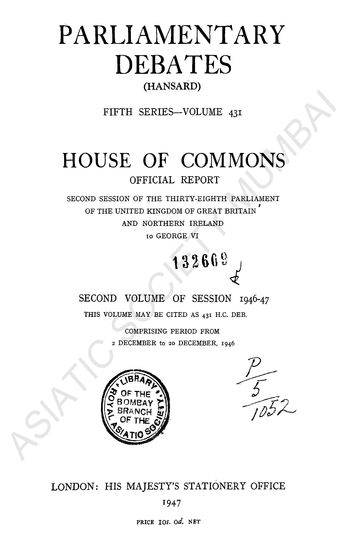 PARLIAMENTARY
DEBATES
(HANSARD)
FIFTH SERIES—VOLUME 431
HOUSE OF COMMONS
OFFICIAL REPORT
SECOND SESSION OF THE THIRTY-EIGHTH PARLIAMENT
OF THE UNITED KINGDOM OF GREAT BRITAIN
AND NORTHERN IRELAND
10 GEORGE VI
132669
SECOND VOLUME OF SESSION 1946-47
THIS VOLUME MAY BE CITED AS 431 H.C. DEB.
COMPRISING PERIOD FROM
2 DECEMBER to 20 DECEMBER, 1946
P
5
1052
LIBRARY
OF THE
BOMBAY
BRANCH
OF THE
ROYAL ASIATIC SOCIETY
LONDON: HIS MAJESTY'S STATIONERY OFFICE
1947
PRICE 10s. 0d. NET
ASIATIC SOCIETY MUMBAI